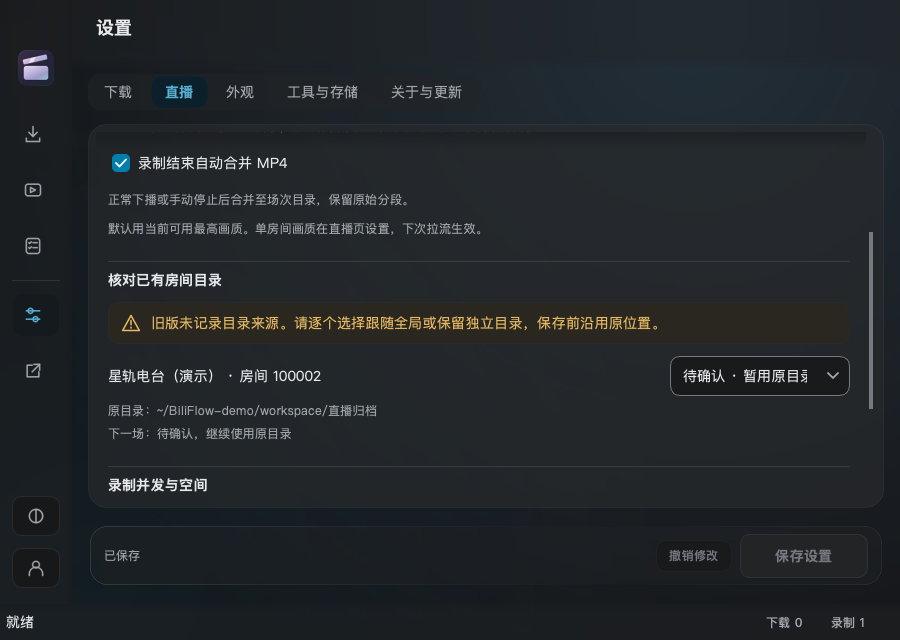 设置
下载 直播 外观 工具与存储 关于与更新
录制结束自动合并 MP4
正常下播或手动停止后合并至场次目录，保留原始分段。
默认用当前可用最高画质。单房间画质在直播页设置，下次拉流生效。
核对已有房间目录
旧版未记录目录来源。请逐个选择跟随全局或保留独立目录，保存前沿用原位置。
星轨电台（演示） · 房间 100002
待确认 · 暂用原目录
原目录：~/BiliFlow-demo/workspace/直播归档
下一场：待确认，继续使用原目录
录制并发与空间
已保存 撤销修改 保存设置
就绪 下载 0 录制 1